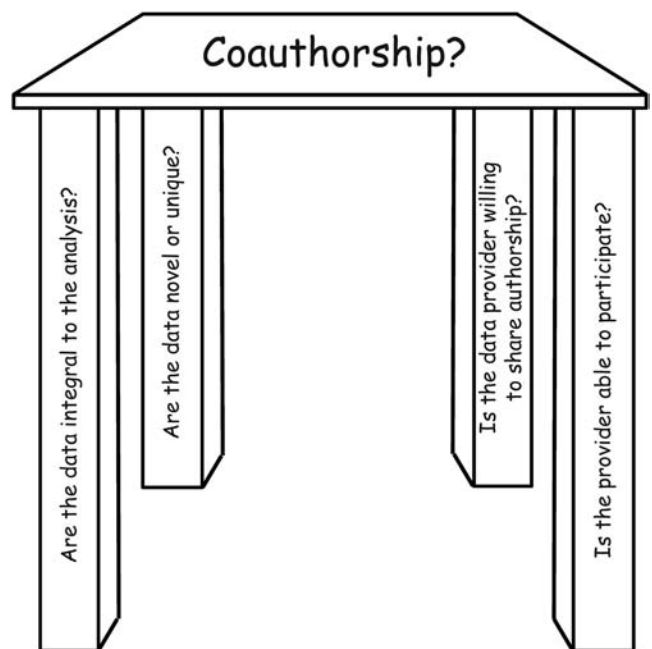 Coauthorship?
Are the data integral to the analysis?
Are the data novel or unique?
Is the data provider willing
to share authorship?
Is the provider able to participate?